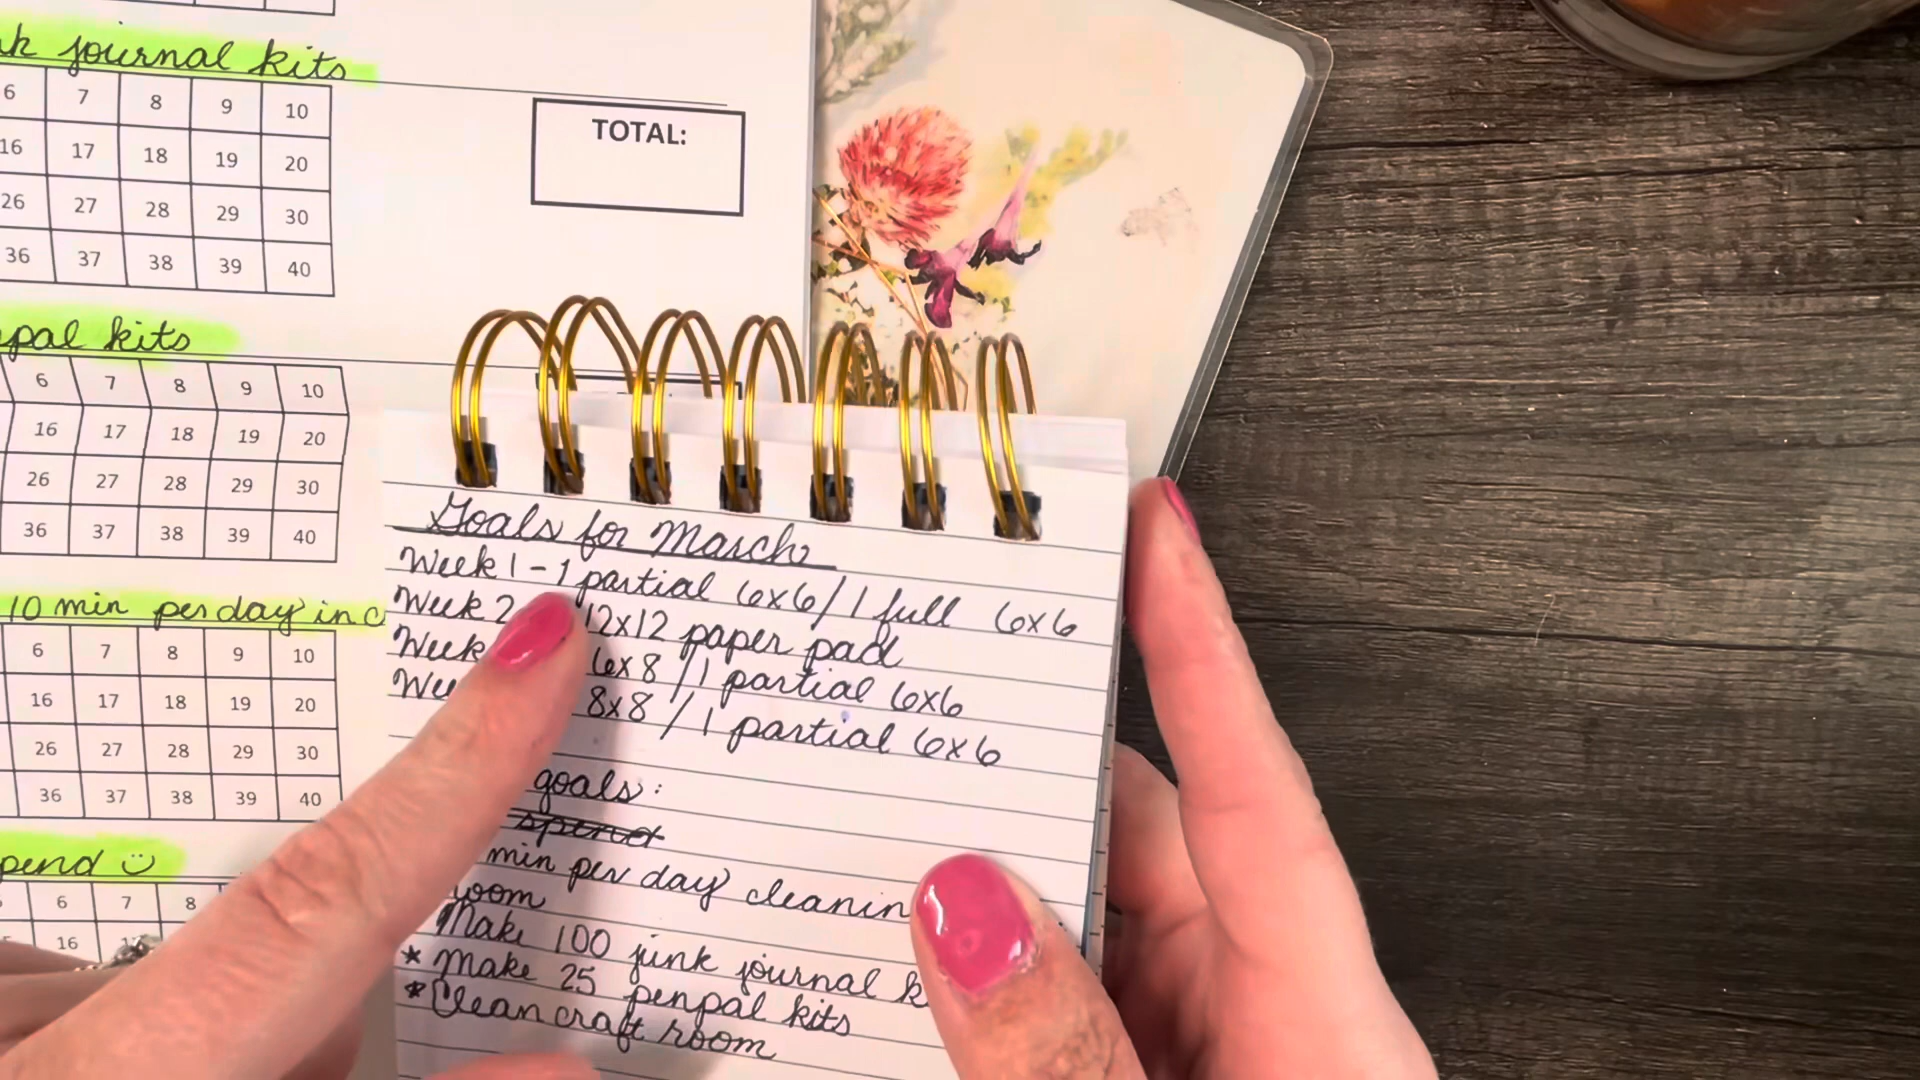 journal kits
6 7 8 9 10
16 17 18 19 20
26 27 28 29 30
36 37 38 39 40
TOTAL:
pal kits
6 7 8 9 10
16 17 18 19 20
26 27 28 29 30
36 37 38 39 40
10 min per day in c
6 7 8 9 10
16 17 18 19 20
26 27 28 29 30
36 37 38 39 40
pend
6 7 8
16
Goals for March
Week 1 - 1 partial 6x6 / 1 full 6x6
Week 2 12x12 paper pad
Week 6x8 / 1 partial 6x6
8x8 / 1 partial 6x6
goals:
spend
min per day cleanin
room
Make 100 junk journal k
* Make 25 penpal kits
* Clean craft room